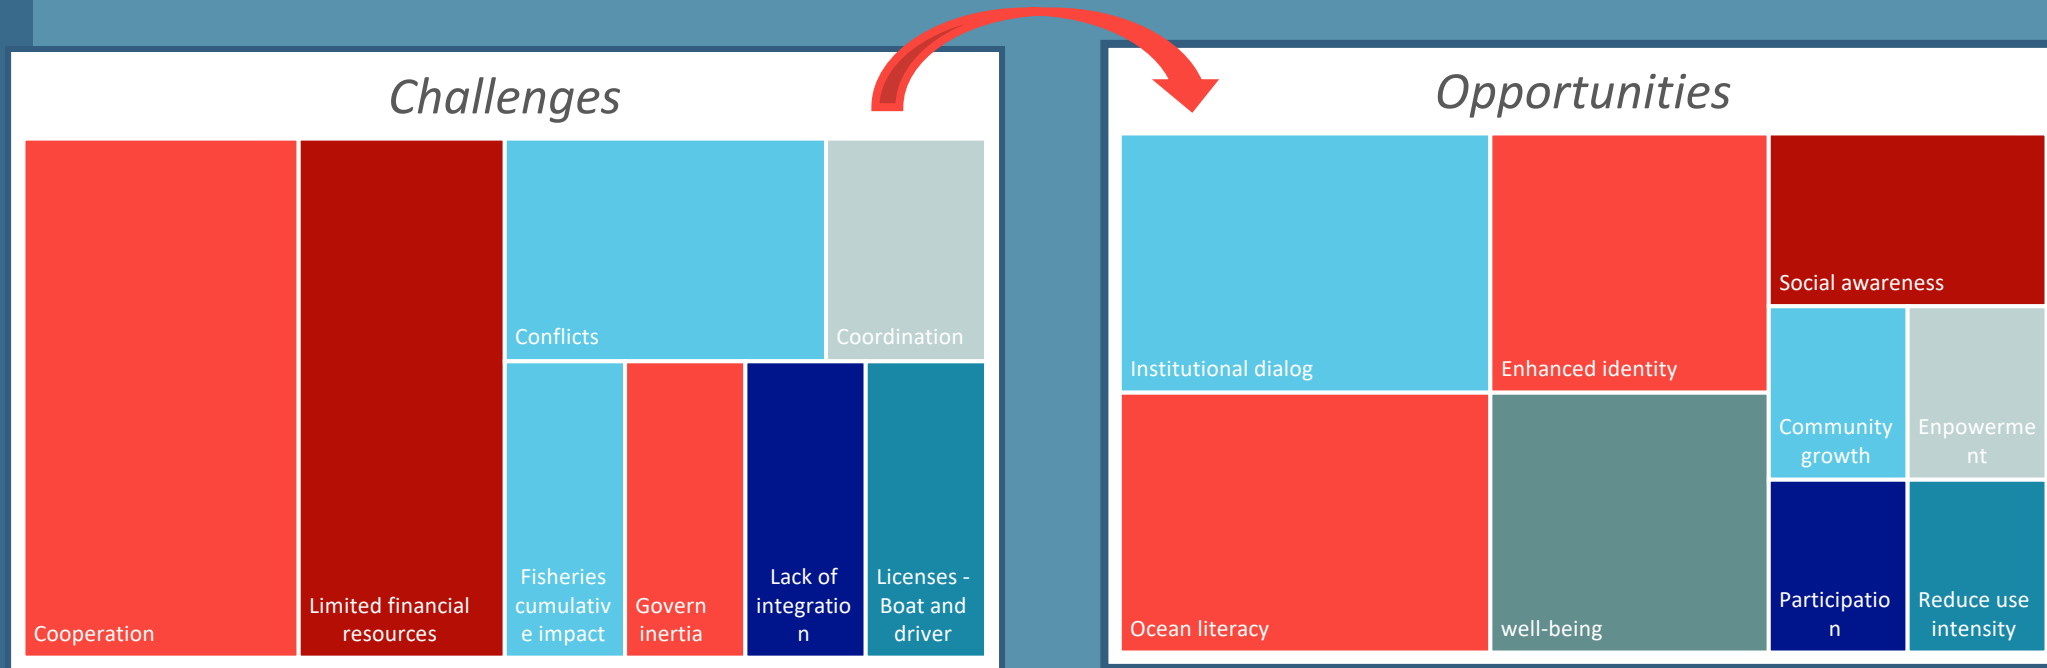 Challenges
Cooperation
Limited financial
resources
Conflicts
Coordination
Fisheries
cumulativ
e impact
Govern
inertia
Lack of
integratio
n
Licenses -
Boat and
driver
Opportunities
Institutional dialog
Enhanced identity
Social awareness
Community
growth
Enpowerme
nt
Ocean literacy
well-being
Participatio
n
Reduce use
intensity